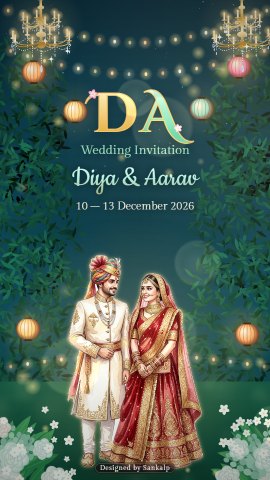 DA
Wedding Invitation
Diya & Aarav
10 — 13 December 2026
Designed by Sankalp